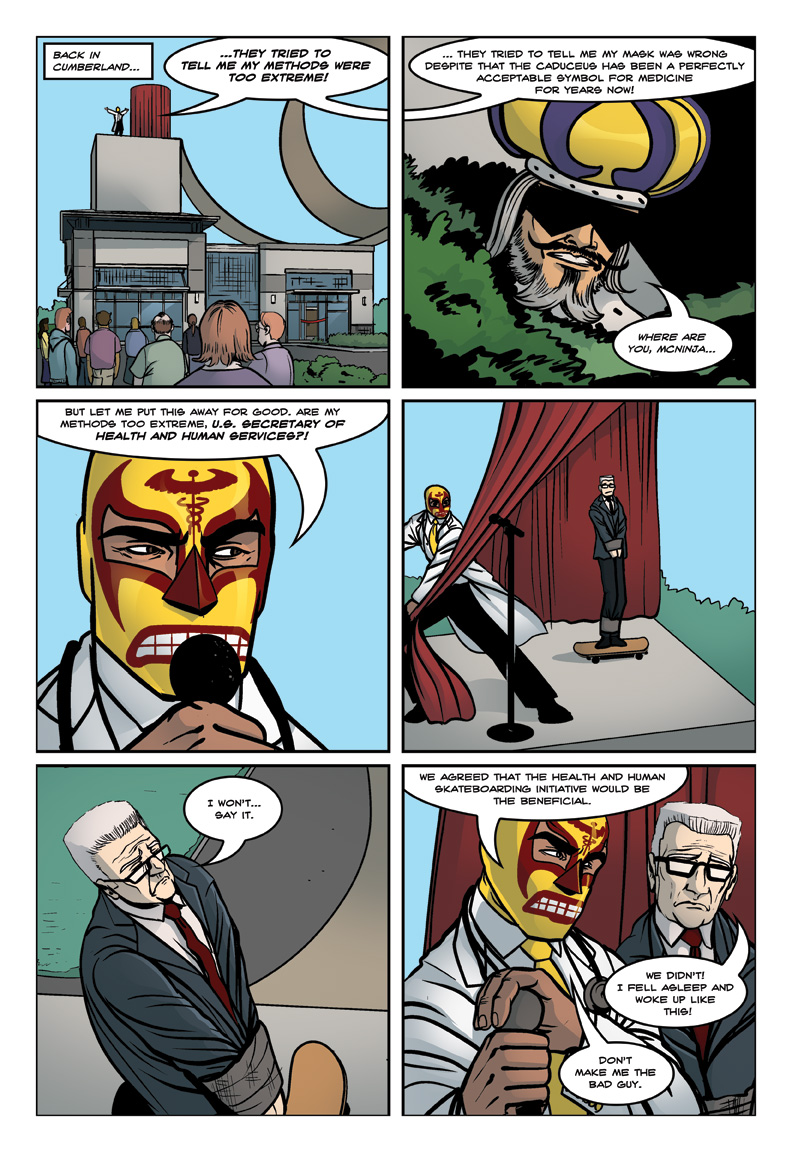 BACK IN
CUMBERLAND...
...THEY TRIED TO
TELL ME MY METHODS WERE
TOO EXTREME!
... THEY TRIED TO TELL ME MY MASK WAS WRONG
DESPITE THAT THE CADUCEUS HAS BEEN A PERFECTLY
ACCEPTABLE SYMBOL FOR MEDICINE
FOR YEARS NOW!
WHERE ARE
YOU, MCNINJA...
BUT LET ME PUT THIS AWAY FOR GOOD. ARE MY
METHODS TOO EXTREME, U.S. SECRETARY OF
HEALTH AND HUMAN SERVICES?!
I WON'T...
SAY IT.
WE AGREED THAT THE HEALTH AND HUMAN
SKATEBOARDING INITIATIVE WOULD BE
THE BENEFICIAL.
WE DIDN'T!
I FELL ASLEEP AND
WOKE UP LIKE
THIS!
DON'T
MAKE ME THE
BAD GUY.